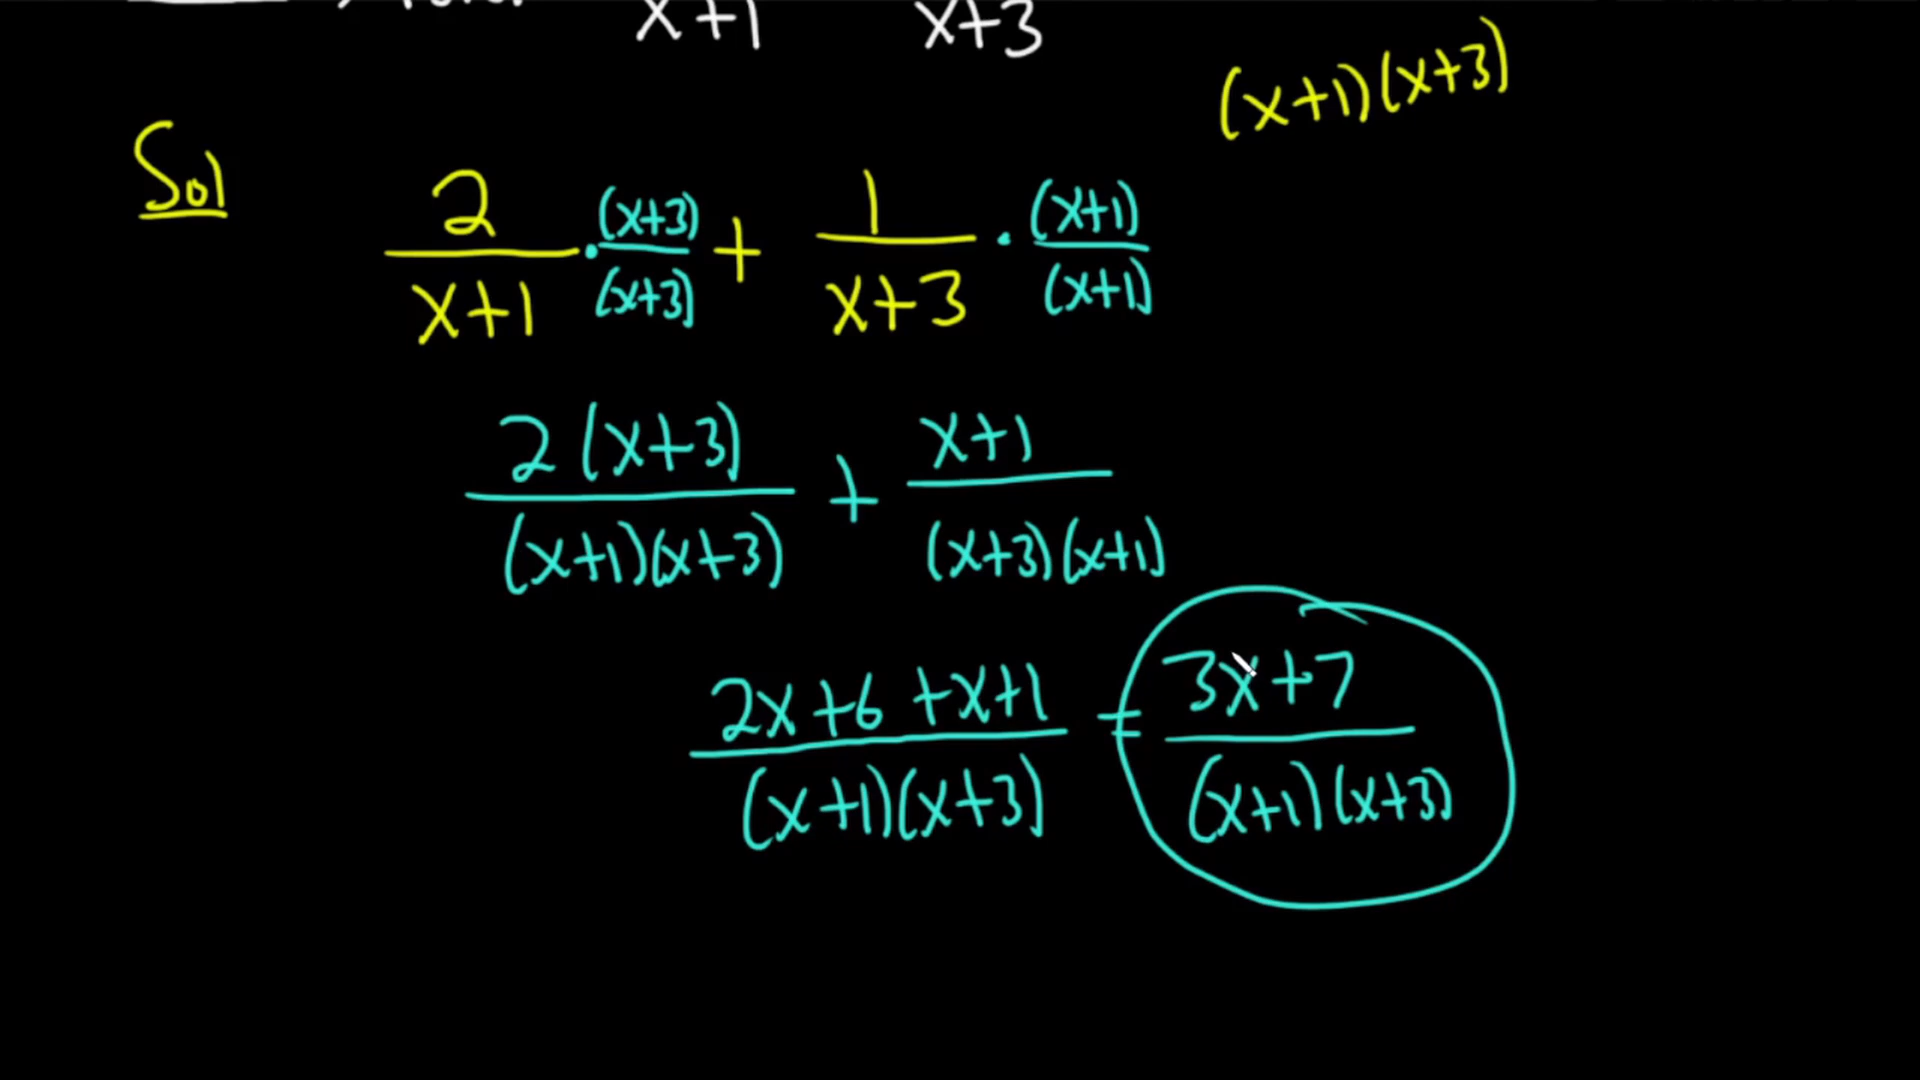 x+1 x+3
(x+1)(x+3)
Sol
2/(x+1) · (x+3)/(x+3) + 1/(x+3) · (x+1)/(x+1)
2(x+3)/((x+1)(x+3)) + (x+1)/((x+3)(x+1))
(2x+6+x+1)/((x+1)(x+3)) = (3x+7)/((x+1)(x+3))